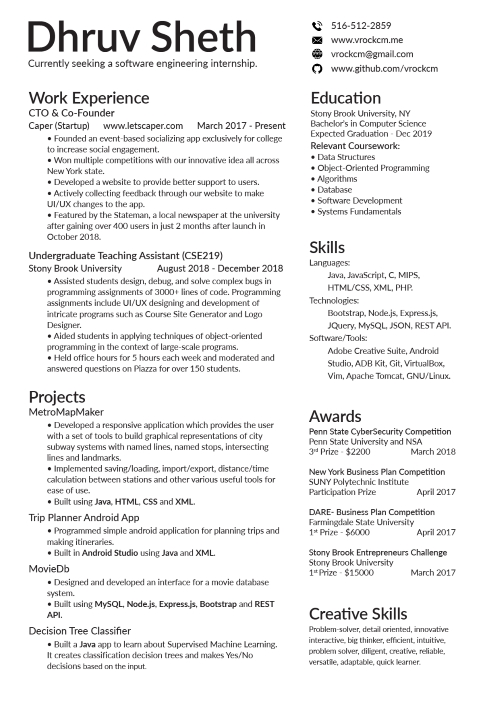 Dhruv Sheth
Currently seeking a software engineering internship.
516-512-2859
www.vrockcm.me
vrockcm@gmail.com
www.github.com/vrockcm
Work Experience
CTO & Co-Founder
Caper (Startup) www.letscaper.com March 2017 - Present
• Founded an event-based socializing app exclusively for college
to increase social engagement.
• Won multiple competitions with our innovative idea all across
New York state.
• Developed a website to provide better support to users.
• Actively collecting feedback through our website to make
UI/UX changes to the app.
• Featured by the Stateman, a local newspaper at the university
after gaining over 400 users in just 2 months after launch in
October 2018.
Undergraduate Teaching Assistant (CSE219)
Stony Brook University August 2018 - December 2018
• Assisted students design, debug, and solve complex bugs in
programming assignments of 3000+ lines of code. Programming
assignments include UI/UX designing and development of
intricate programs such as Course Site Generator and Logo
Designer.
• Aided students in applying techniques of object-oriented
programming in the context of large-scale programs.
• Held office hours for 5 hours each week and moderated and
answered questions on Piazza for over 150 students.
Projects
MetroMapMaker
• Developed a responsive application which provides the user
with a set of tools to build graphical representations of city
subway systems with named lines, named stops, intersecting
lines and landmarks.
• Implemented saving/loading, import/export, distance/time
calculation between stations and other various useful tools for
ease of use.
• Built using Java, HTML, CSS and XML.
Trip Planner Android App
• Programmed simple android application for planning trips and
making itineraries.
• Built in Android Studio using Java and XML.
MovieDb
• Designed and developed an interface for a movie database
system.
• Built using MySQL, Node.js, Express.js, Bootstrap and REST
API.
Decision Tree Classifier
• Built a Java app to learn about Supervised Machine Learning.
It creates classification decision trees and makes Yes/No
decisions based on the input.
Education
Stony Brook University, NY
Bachelor's in Computer Science
Expected Graduation - Dec 2019
Relevant Coursework:
• Data Structures
• Object-Oriented Programming
• Algorithms
• Database
• Software Development
• Systems Fundamentals
Skills
Languages:
Java, JavaScript, C, MIPS,
HTML/CSS, XML, PHP.
Technologies:
Bootstrap, Node.js, Express.js,
JQuery, MySQL, JSON, REST API.
Software/Tools:
Adobe Creative Suite, Android
Studio, ADB Kit, Git, VirtualBox,
Vim, Apache Tomcat, GNU/Linux.
Awards
Penn State CyberSecurity Competition
Penn State University and NSA
3rd Prize - $2200 March 2018
New York Business Plan Competition
SUNY Polytechnic Institute
Participation Prize April 2017
DARE- Business Plan Competition
Farmingdale State University
1st Prize - $6000 April 2017
Stony Brook Entrepreneurs Challenge
Stony Brook University
1st Prize - $15000 March 2017
Creative Skills
Problem-solver, detail oriented, innovative
interactive, big thinker, efficient, intuitive,
problem solver, diligent, creative, reliable,
versatile, adaptable, quick learner.